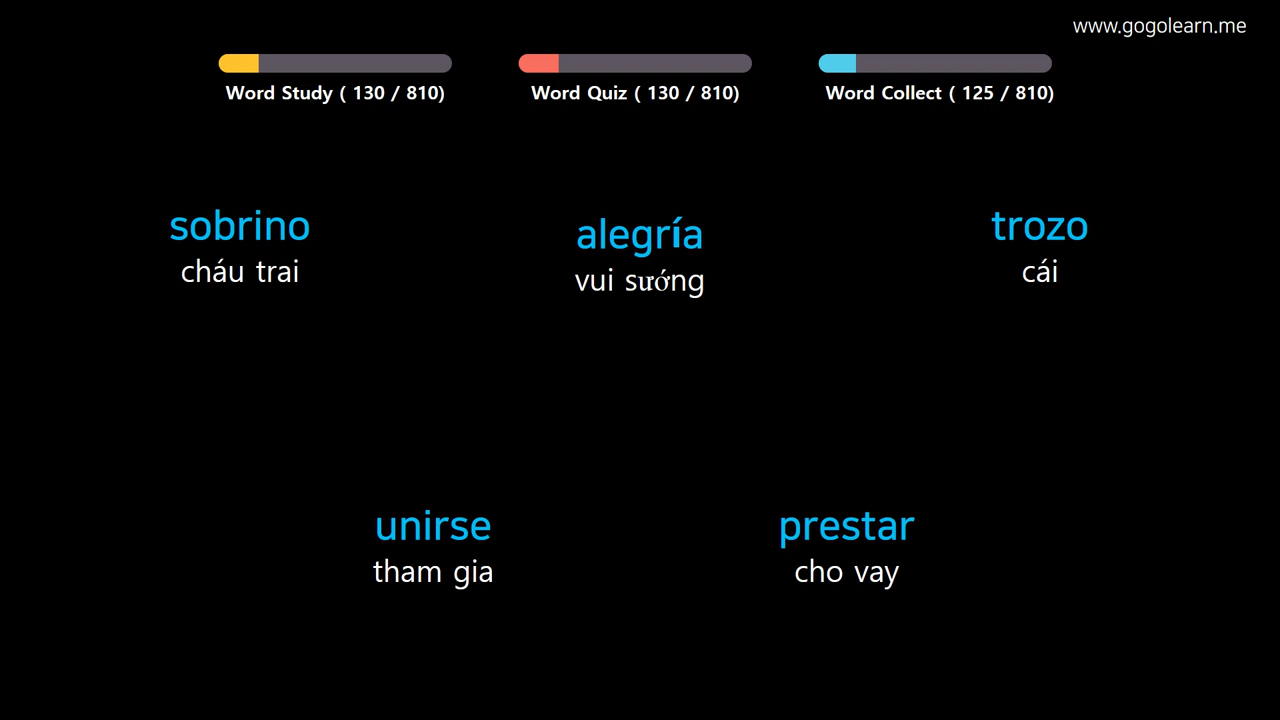 www.gogolearn.me
Word Study ( 130 / 810)
Word Quiz ( 130 / 810)
Word Collect ( 125 / 810)
sobrino
cháu trai
alegría
vui sướng
trozo
cái
unirse
tham gia
prestar
cho vay